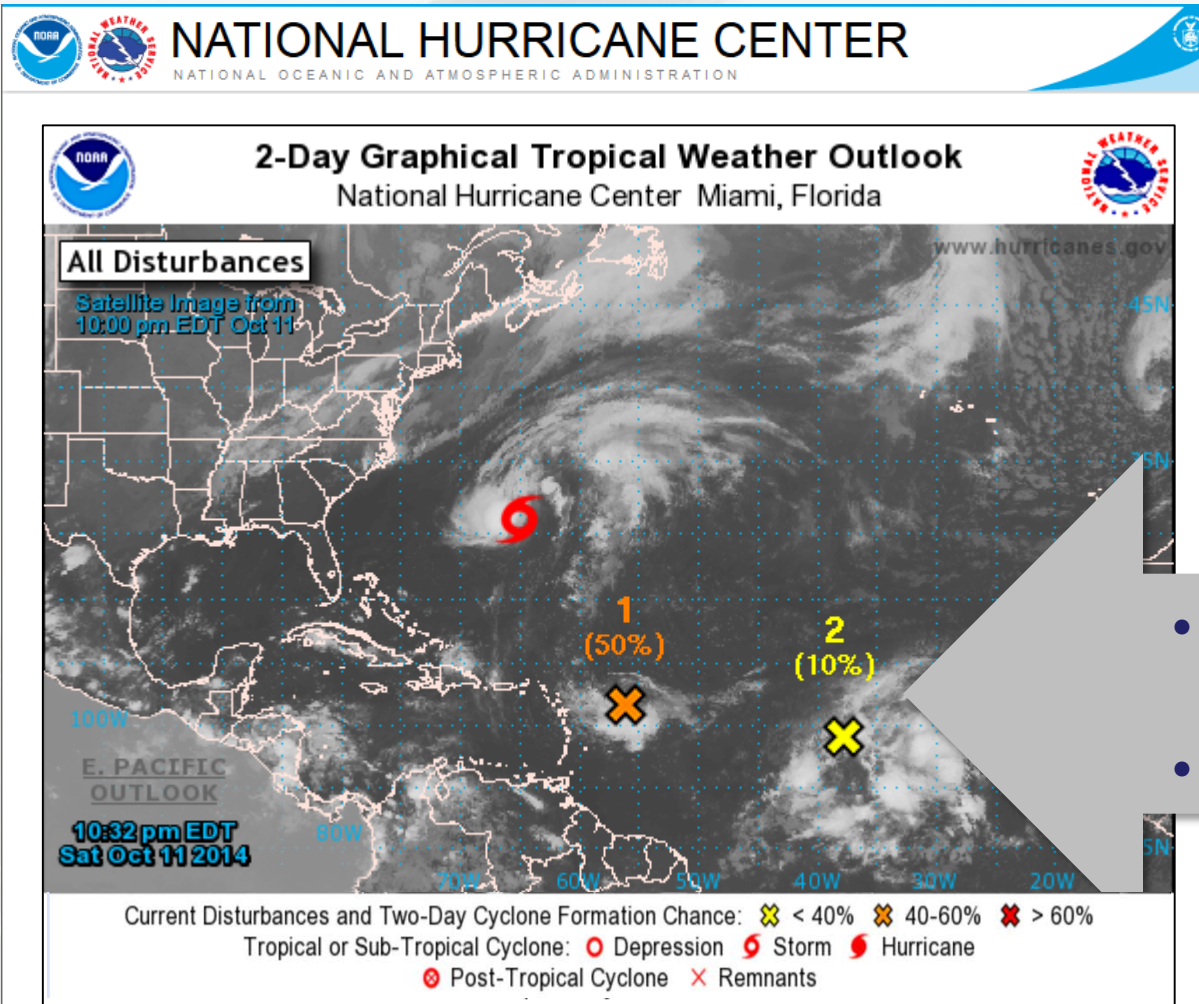 NATIONAL HURRICANE CENTER
NATIONAL OCEANIC AND ATMOSPHERIC ADMINISTRATION
NOAA
NOAA
2-Day Graphical Tropical Weather Outlook
National Hurricane Center Miami, Florida
All Disturbances
www.hurricanes.gov
Satellite Image from
10:00 pm EDT Oct 11
45N
5N
1
(50%)
2
(10%)
100W
E. PACIFIC
OUTLOOK
10:32 pm EDT
Sat Oct 11 2014
80W
5N
70W 60W 50W 40W 30W 20W
Current Disturbances and Two-Day Cyclone Formation Chance: < 40% 40-60% > 60%
Tropical or Sub-Tropical Cyclone: Depression Storm Hurricane
Post-Tropical Cyclone Remnants